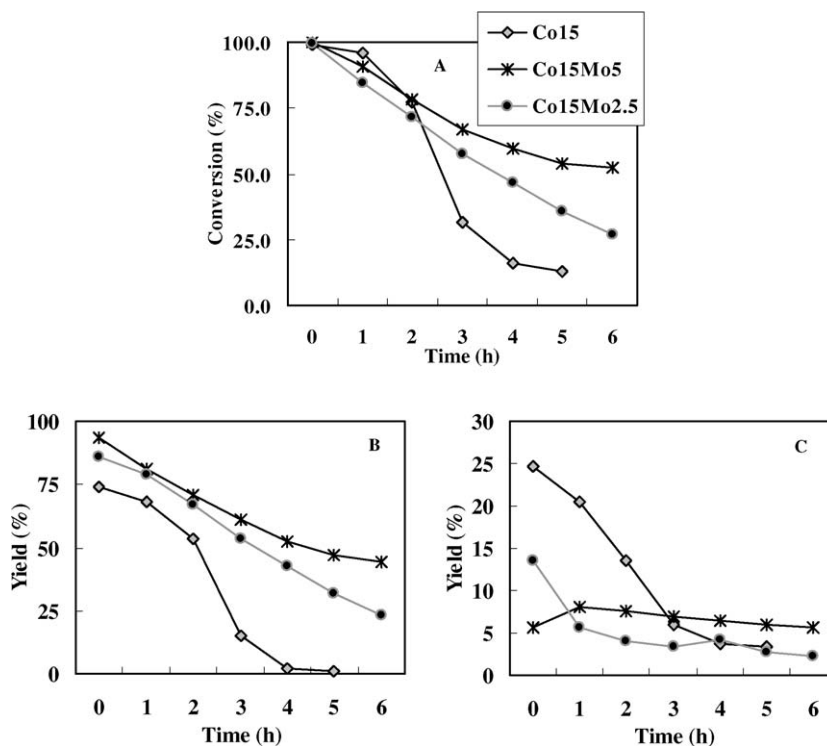 100.0
75.0
50.0
25.0
0.0
Conversion (%)
A
Co15
Co15Mo5
Co15Mo2.5
0 1 2 3 4 5 6
Time (h)
100
75
50
25
0
Yield (%)
B
0 1 2 3 4 5 6
Time (h)
30
25
20
15
10
5
0
Yield (%)
C
0 1 2 3 4 5 6
Time (h)